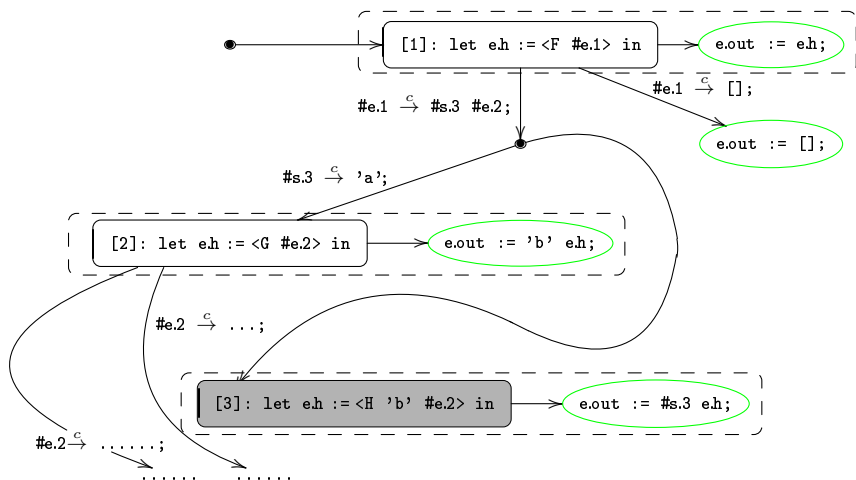 [1]: let e.h := <F #e.1> in
e.out := e.h;
#e.1 →ᶜ #s.3 #e.2;
#e.1 →ᶜ [];
e.out := [];
#s.3 →ᶜ 'a';
[2]: let e.h := <G #e.2> in
e.out := 'b' e.h;
#e.2 →ᶜ ...;
[3]: let e.h := <H 'b' #e.2> in
e.out := #s.3 e.h;
#e.2 →ᶜ ......;
...... ......